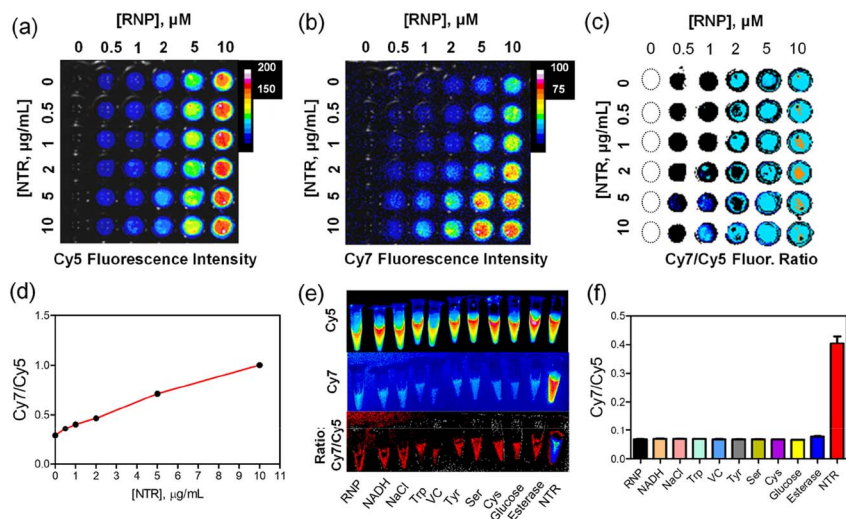 (a)
[RNP], μM
0 0.5 1 2 5 10
[NTR, μg/mL]
0
0.5
1
2
5
10
200
150
Cy5 Fluorescence Intensity
(b)
[RNP], μM
0 0.5 1 2 5 10
[NTR, μg/mL]
0
0.5
1
2
5
10
100
75
Cy7 Fluorescence Intensity
(c)
[RNP], μM
0 0.5 1 2 5 10
[NTR, μg/mL]
0
0.5
1
2
5
10
Cy7/Cy5 Fluor. Ratio
(d)
Cy7/Cy5
1.5
1.0
0.5
0.0
0 2 4 6 8 10
[NTR], μg/mL
(e)
Cy5
Cy7
Ratio:
Cy7/Cy5
RNP
NADH
NaCl
Trp
VC
Tyr
Ser
Cys
Glucose
Esterase
NTR
(f)
Cy7/Cy5
0.5
0.4
0.3
0.2
0.1
0.0
RNP
NADH
NaCl
Trp
VC
Tyr
Ser
Cys
Glucose
Esterase
NTR